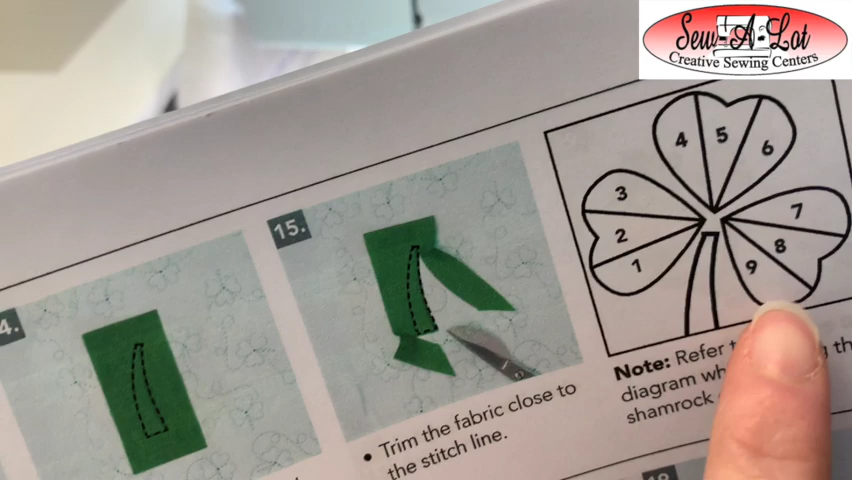 Sew-A-Lot
Creative Sewing Centers
4 5 6
3 7
2 8
1 9
15.
4.
• Trim the fabric close to
the stitch line.
Note: Refer
diagram
shamrock